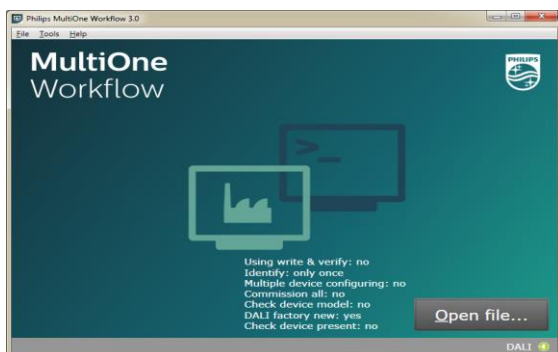 Philips MultiOne Workflow 3.0
File Tools Help
MultiOne
Workflow
PHILIPS
>_
Using write & verify: no
Identify: only once
Multiple device configuring: no
Commission all: no
Check device model: no
DALI factory new: yes
Check device present: no
Open file...
DALI